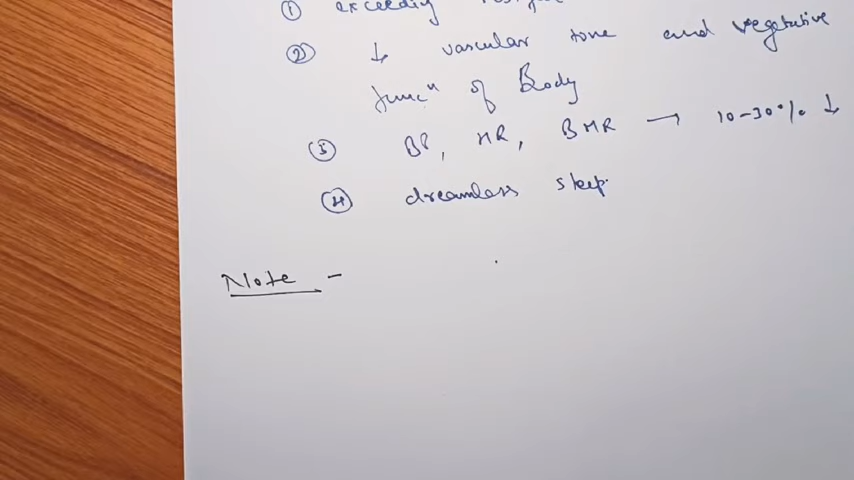 ① exceedingly
② ↓ vascular tone and vegetative
funcⁿ of Body
③ BP, HR, BMR → 10-30% ↓
④ dreamless sleep.
Note -